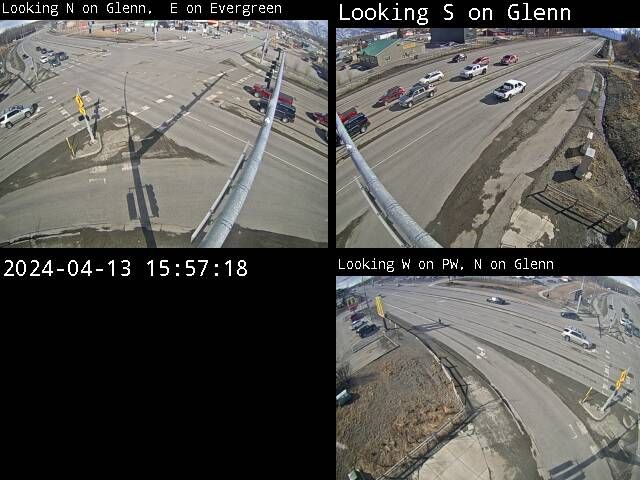 Looking N on Glenn,  E on Evergreen
Looking S on Glenn
2024-04-13 15:57:18
Looking W on PW, N on Glenn